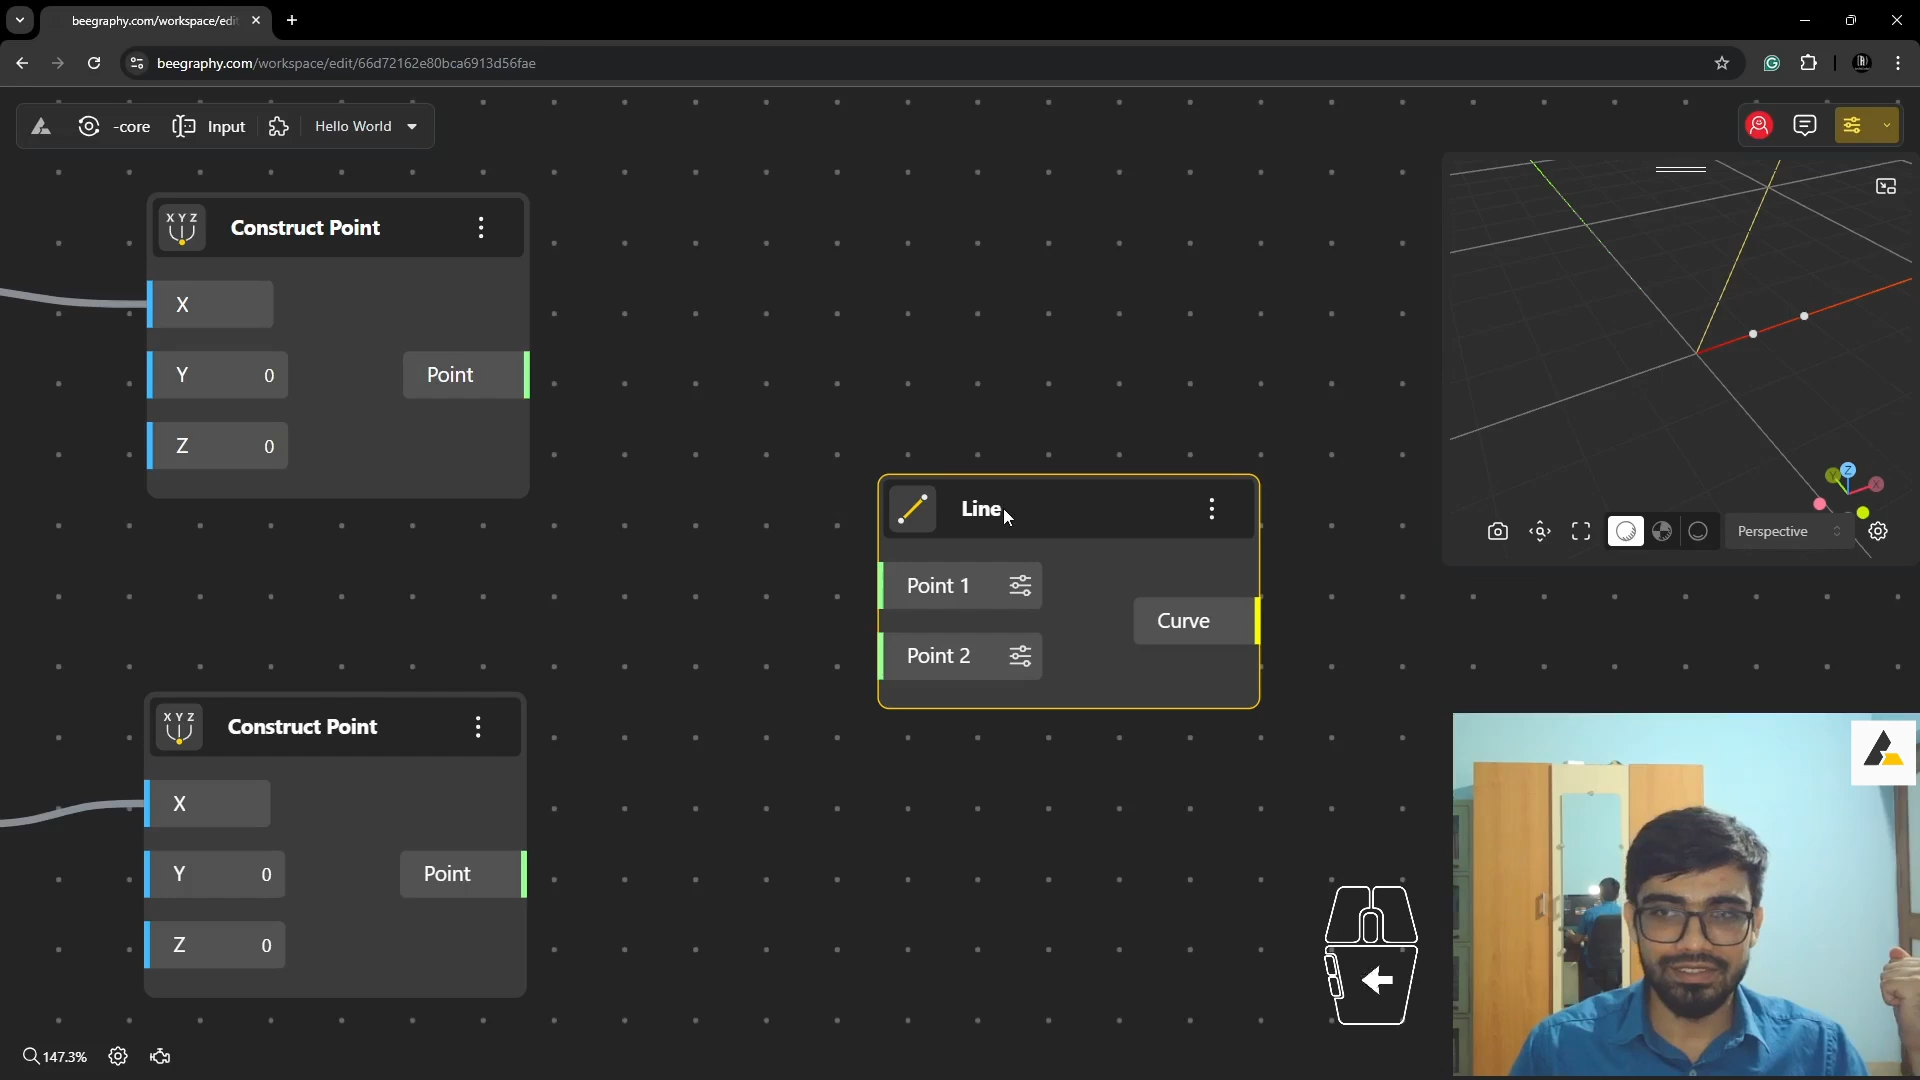 beegraphy.com/workspace/edi
beegraphy.com/workspace/edit/66d72162e80bca6913d56fae
-core
Input
Hello World
X Y Z
Construct Point
X
Y 0
Z 0
Point
Line
Point 1
Point 2
Curve
X Y Z
Construct Point
X
Y 0
Z 0
Point
Z
Y
X
Perspective
147.3%